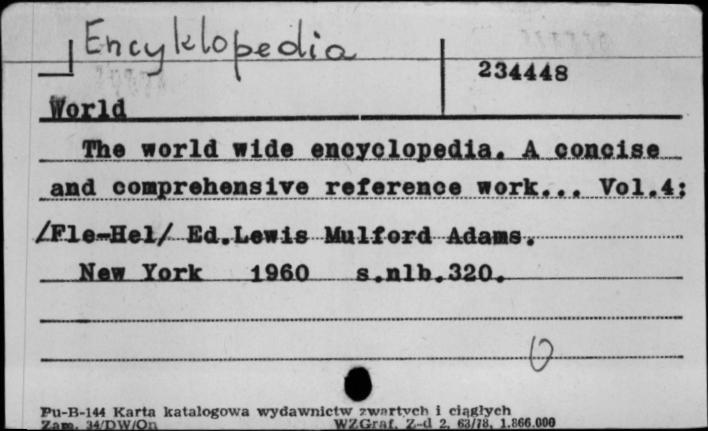 Encyklopedia
234448
World
The world wide encyclopedia. A concise
and comprehensive reference work... Vol.4:
/Fle-Hel/ Ed.Lewis Mulford Adams.
New York 1960 s.nlb.320.
Pu-B-144 Karta katalogowa wydawnictw zwartych i ciągłych
Zam. 34/DW/On WZGraf. Z-d 2, 63/78, 1.866.000